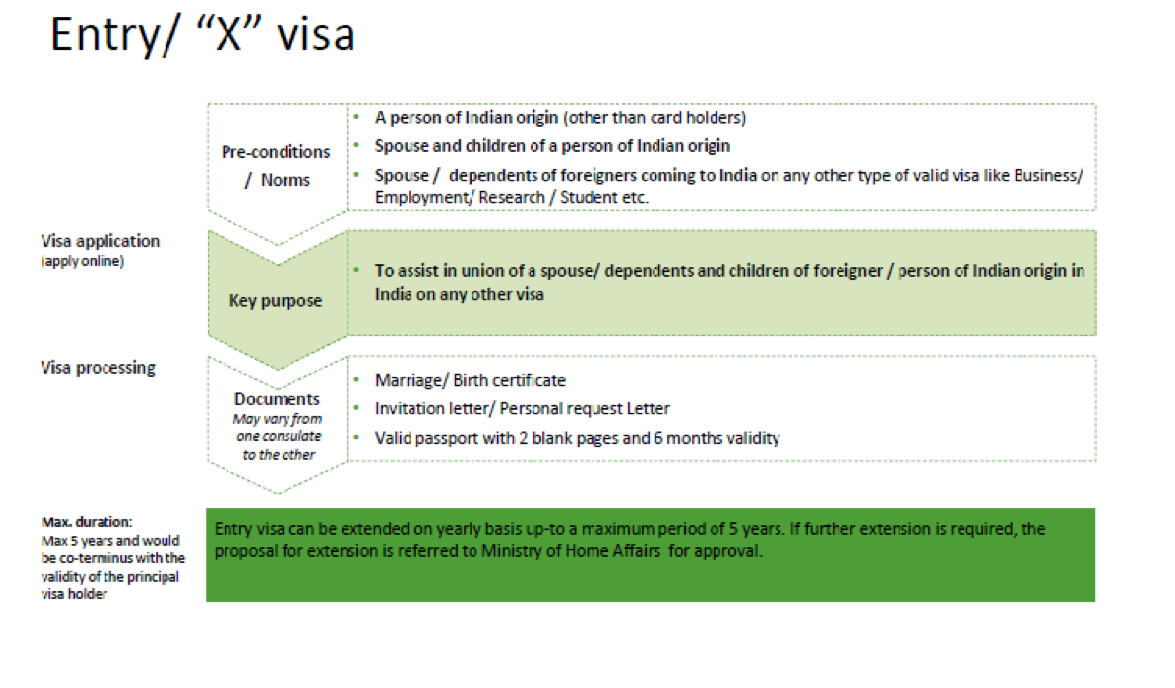 Entry/ “X” visa
Pre-conditions
/ Norms
• A person of Indian origin (other than card holders)
• Spouse and children of a person of Indian origin
• Spouse / dependents of foreigners coming to India on any other type of valid visa like Business/
Employment/ Research / Student etc.
Visa application
(apply online)
Key purpose
• To assist in union of a spouse/ dependents and children of foreigner / person of Indian origin in
India on any other visa
Visa processing
Documents
May vary from
one consulate
to the other
• Marriage/ Birth certificate
• Invitation letter/ Personal request Letter
• Valid passport with 2 blank pages and 6 months validity
Max. duration:
Max 5 years and would
be co-terminus with the
validity of the principal
visa holder
Entry visa can be extended on yearly basis up-to a maximum period of 5 years. If further extension is required, the
proposal for extension is referred to Ministry of Home Affairs for approval.